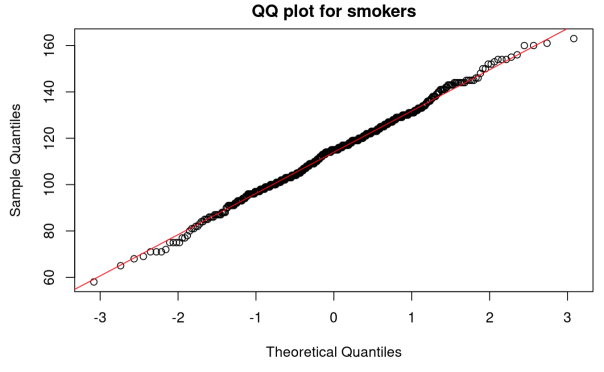 QQ plot for smokers
Sample Quantiles
160
140
120
100
80
60
-3 -2 -1 0 1 2 3
Theoretical Quantiles